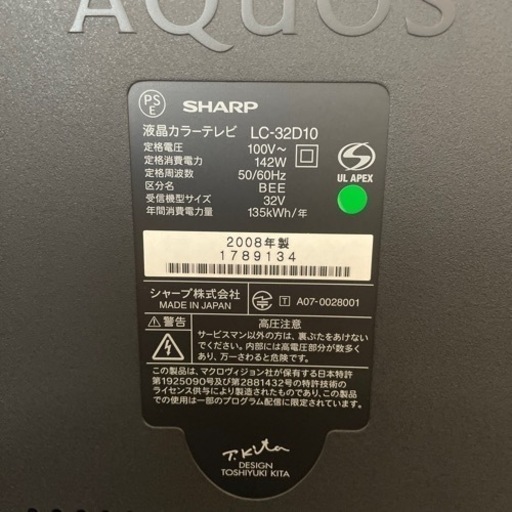 AQUOS
PS
E
SHARP
液晶カラーテレビ LC-32D10
定格電圧 100V～
定格消費電力 142W
定格周波数 50/60Hz
区分名 BEE
受信機型サイズ 32V
年間消費電力量 135kWh/年
S
UL APEX
2008年製
1789134
シャープ株式会社
MADE IN JAPAN
T A07-0028001
警告
高圧注意
サービスマン以外の方は、裏ぶたをあけない
でください。内部には高電圧部分が数多く
あり、万一さわると危険です。
この製品は、マクロヴィジョン社が保有する日本特許
第1925090号及び第2881432号の特許技術の
ライセンス供与により製造されたものであり、この製品
での使用は一部のプログラム配信に限定されています。
T. Kita
DESIGN
TOSHIYUKI KITA